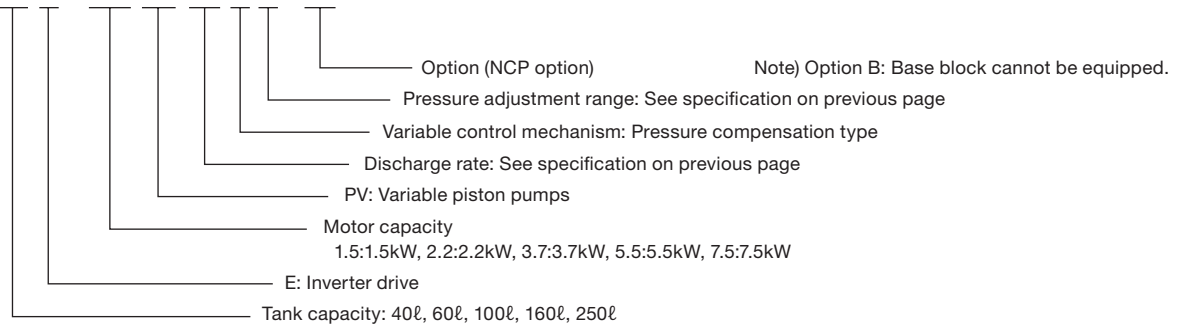 Option (NCP option) Note) Option B: Base block cannot be equipped.
Pressure adjustment range: See specification on previous page
Variable control mechanism: Pressure compensation type
Discharge rate: See specification on previous page
PV: Variable piston pumps
Motor capacity
1.5:1.5kW, 2.2:2.2kW, 3.7:3.7kW, 5.5:5.5kW, 7.5:7.5kW
E: Inverter drive
Tank capacity: 40ℓ, 60ℓ, 100ℓ, 160ℓ, 250ℓ